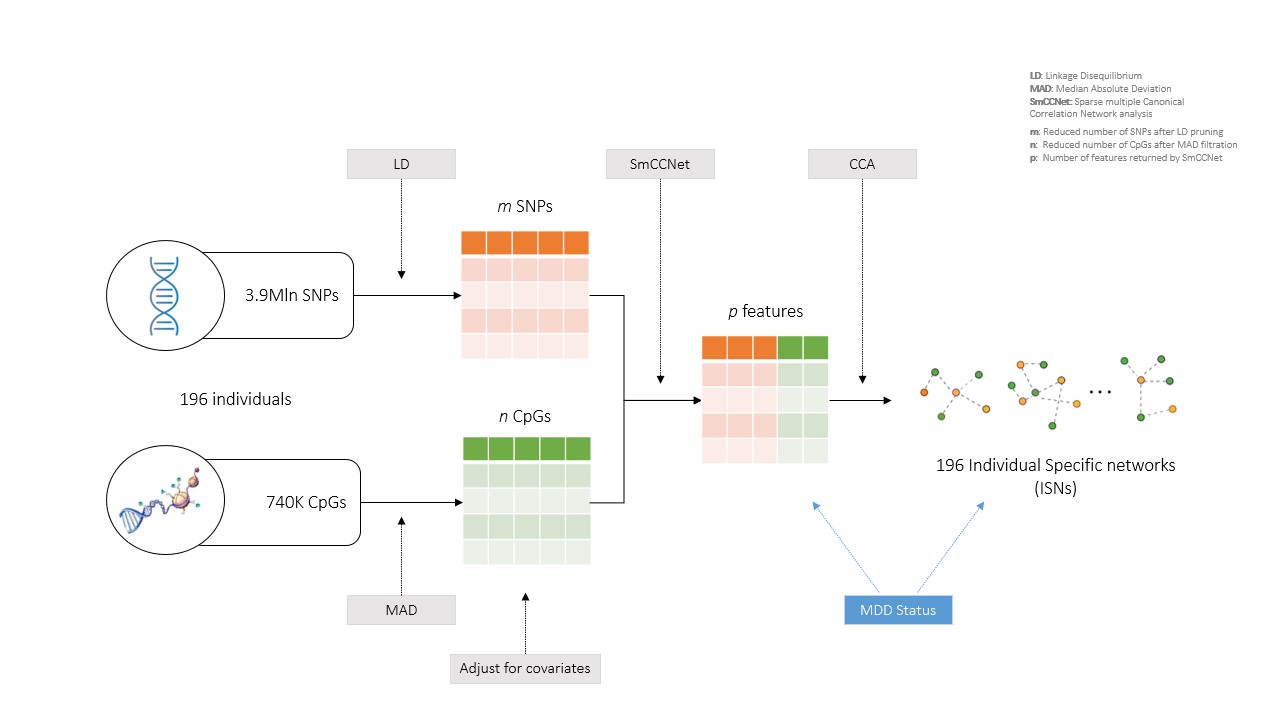 LD: Linkage Disequilibrium
MAD: Median Absolute Deviation
SmCCNet: Sparse multiple Canonical
Correlation Network analysis
m: Reduced number of SNPs after LD pruning
n: Reduced number of CpGs after MAD filtration
p: Number of features returned by SmCCNet
LD
SmCCNet
CCA
m SNPs
3.9Mln SNPs
p features
196 individuals
n CpGs
...
196 Individual Specific networks
(ISNs)
740K CpGs
MAD
MDD Status
Adjust for covariates